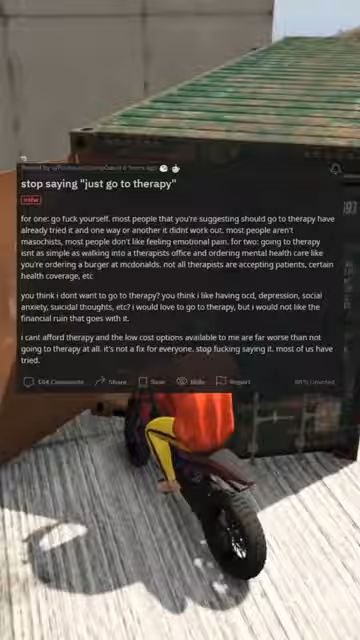 stop saying "just go to therapy"
for one: go fuck yourself. most people that you're suggesting should go to therapy have
already tried it and one way or another it didnt work out. most people aren't
masochists, most people don't like feeling emotional pain. for two: going to therapy
isnt as simple as walking into a therapists office and ordering mental health care like
you're ordering a burger at mcdonalds. not all therapists are accepting patients, certain
health coverage, etc
you think i dont want to go to therapy? you think i like having ocd, depression, social
anxiety, suicidal thoughts, etc? i would love to go to therapy, but i would not like the
financial ruin that goes with it.
i cant afford therapy and the low cost options available to me are far worse than not
going to therapy at all. it's not a fix for everyone. stop fucking saying it. most of us have
tried.
Comments Share Save Hide Report Upvoted